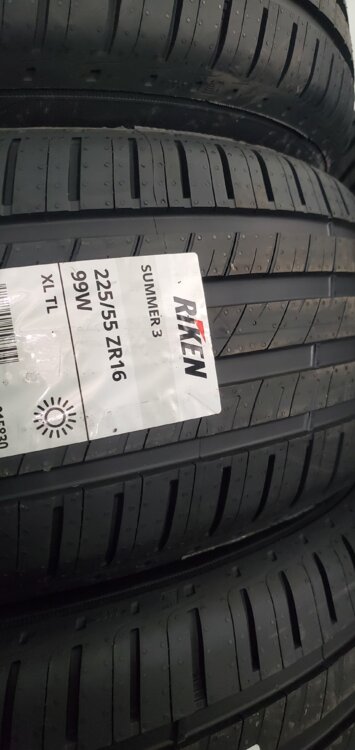 RIKEN
SUMMER 3
225/55 ZR16
99W
XL TL